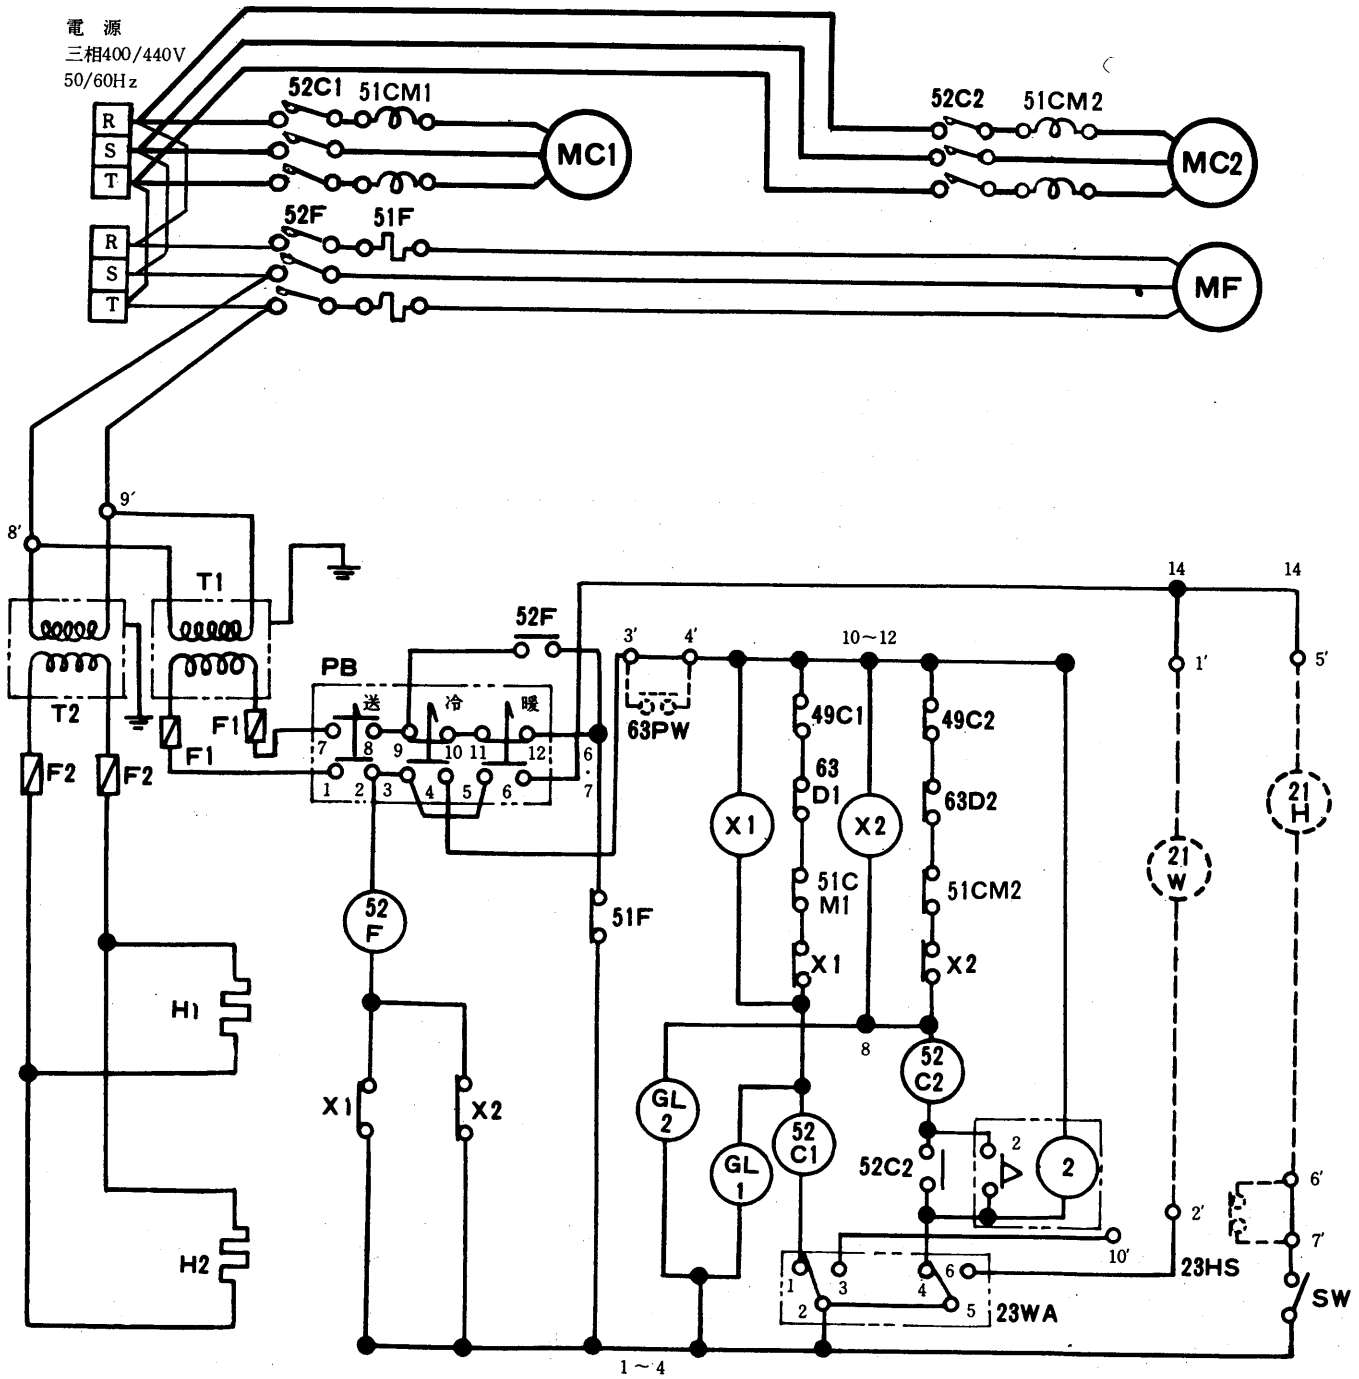 電 源
三相400/440V
50/60Hz
R
S
T
52C1
51CM1
MC1
52C2
51CM2
MC2
R
S
T
52F
51F
MF
8′
9′
T1
T2
F1
F1
F2
F2
H1
H2
PB
送
冷
暖
7
8
9
10
11
12
1
2
3
4
5
6
52F
6
・
7
51F
52
F
X1
X2
3′
4′
63PW
10~12
14
14
1′
5′
X1
49C1
63
D1
51C
M1
X1
X2
49C2
63D2
51CM2
X2
21
W
21
H
8
GL
2
GL
1
52
C1
52
C2
52C2
2
2
10′
2′
6′
7′
23HS
SW
1
3
4
6
2
5
23WA
1~4